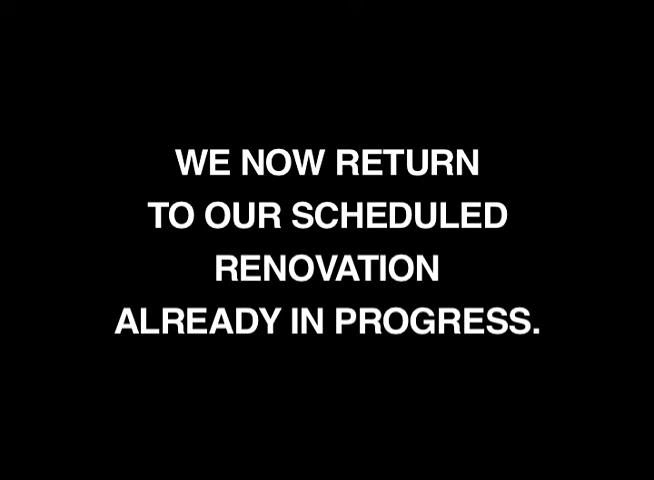 WE NOW RETURN
TO OUR SCHEDULED
RENOVATION
ALREADY IN PROGRESS.